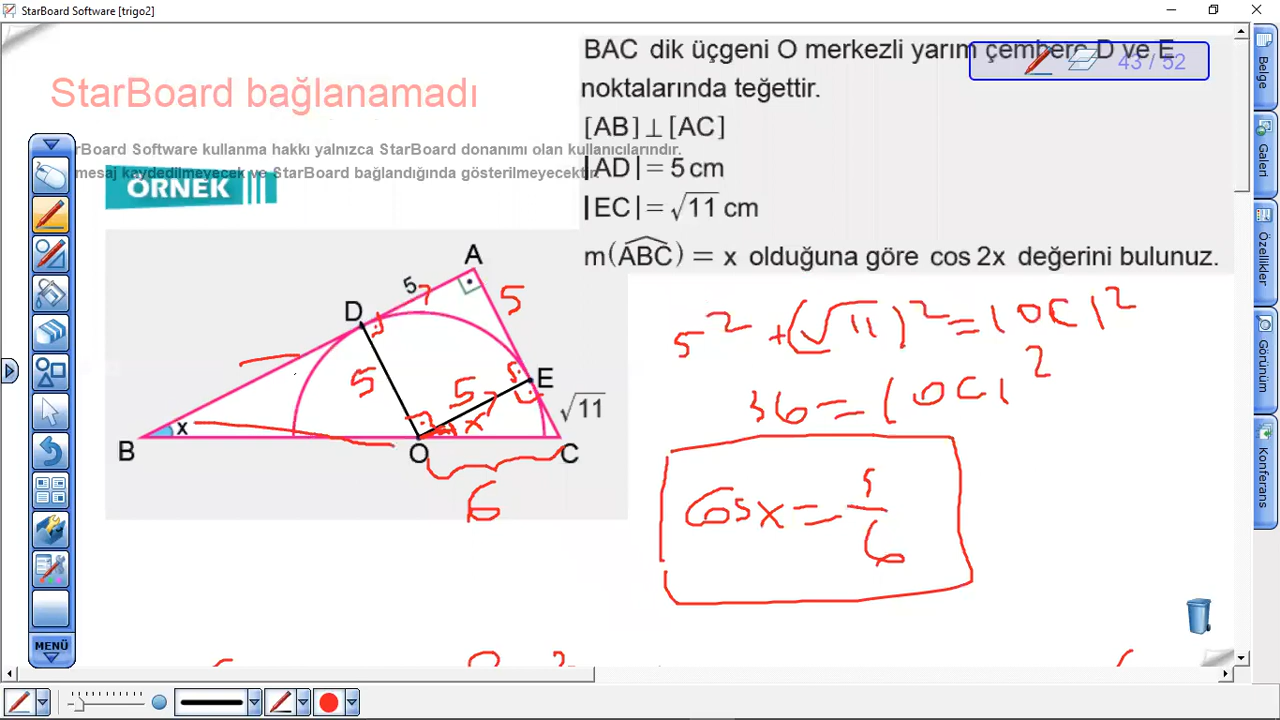 StarBoard Software [trigo2]
BAC dik üçgeni O merkezli yarım çembere D ve E
43 / 52
noktalarında teğettir.
StarBoard bağlanamadı
[AB] ⊥ [AC]
rBoard Software kullanma hakkı yalnızca StarBoard donanımı olan kullanıcılarındır.
mesaj kaydedilmeyecek ve StarBoard bağlandığında gösterilmeyecektir.
|AD| = 5 cm
ÖRNEK
|EC| = √11 cm
m(ABC) = x olduğuna göre cos 2x değerini bulunuz.
A
5
5
D
5² + (√11)² = |OC|²
5
5
E
x
√11
36 = |OC|²
B
x
O
C
6
cosx = 5/6
MENÜ
Belge
Galeri
Özellikler
Görünüm
Konferans